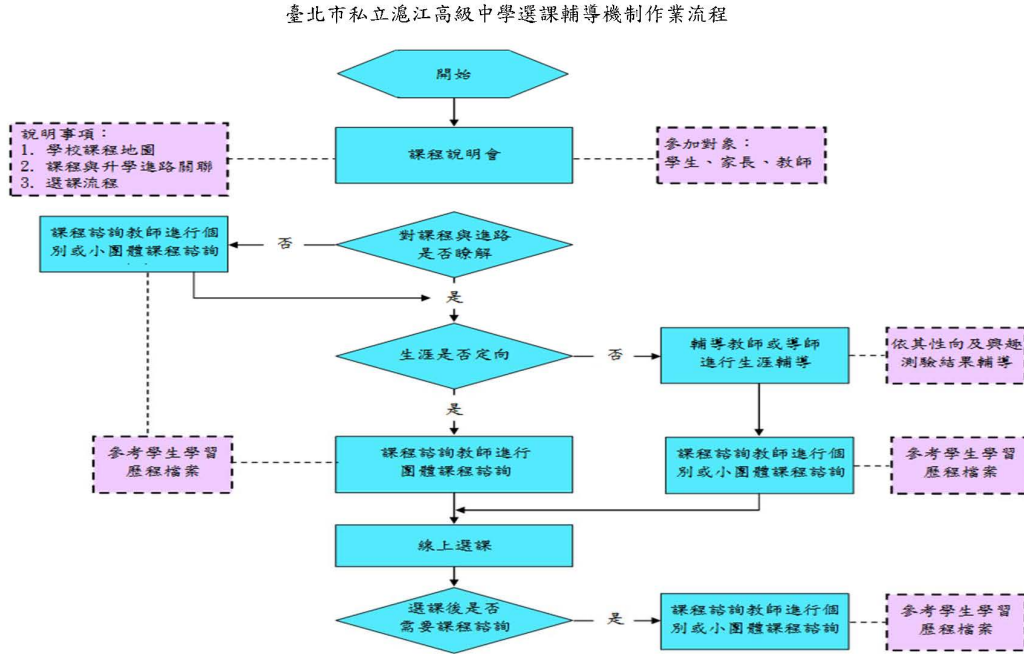 臺北市私立滬江高級中學選課輔導機制作業流程
開始
說明事項：
1. 學校課程地圖
2. 課程與升學進路關聯
3. 選課流程
課程說明會
參加對象：
學生、家長、教師
課程諮詢教師進行個
別或小團體課程諮詢
否
對課程與進路
是否瞭解
是
生涯是否定向
否
輔導教師或導師
進行生涯輔導
依其性向及興趣
測驗結果輔導
是
參考學生學習
歷程檔案
課程諮詢教師進行
團體課程諮詢
課程諮詢教師進行個
別或小團體課程諮詢
參考學生學習
歷程檔案
線上選課
選課後是否
需要課程諮詢
是
課程諮詢教師進行個
別或小團體課程諮詢
參考學生學習
歷程檔案